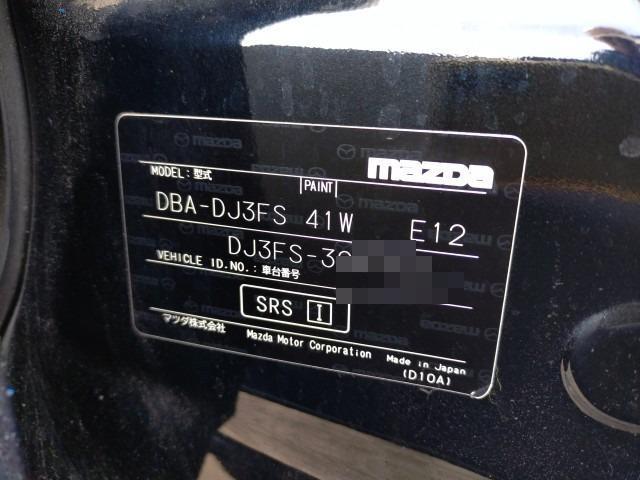 mazda
MODEL:型式
PAINT
DBA-DJ3FS 41W E12
DJ3FS-3
VEHICLE ID.NO.:車台番号
SRS I
マツダ株式会社 Mazda Motor Corporation Made in Japan
(D10A)